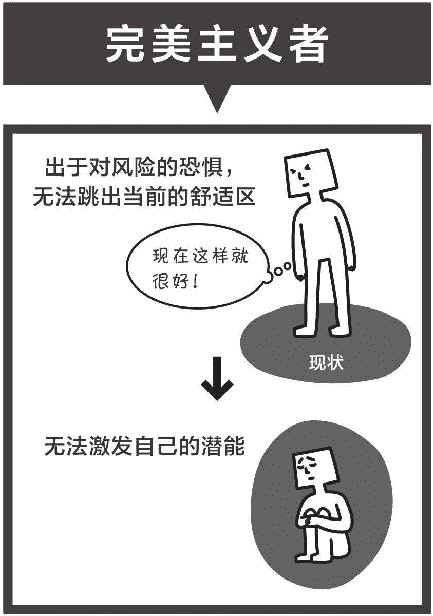 完美主义者
出于对风险的恐惧，
无法跳出当前的舒适区
现在这样就
很好！
现状
无法激发自己的潜能